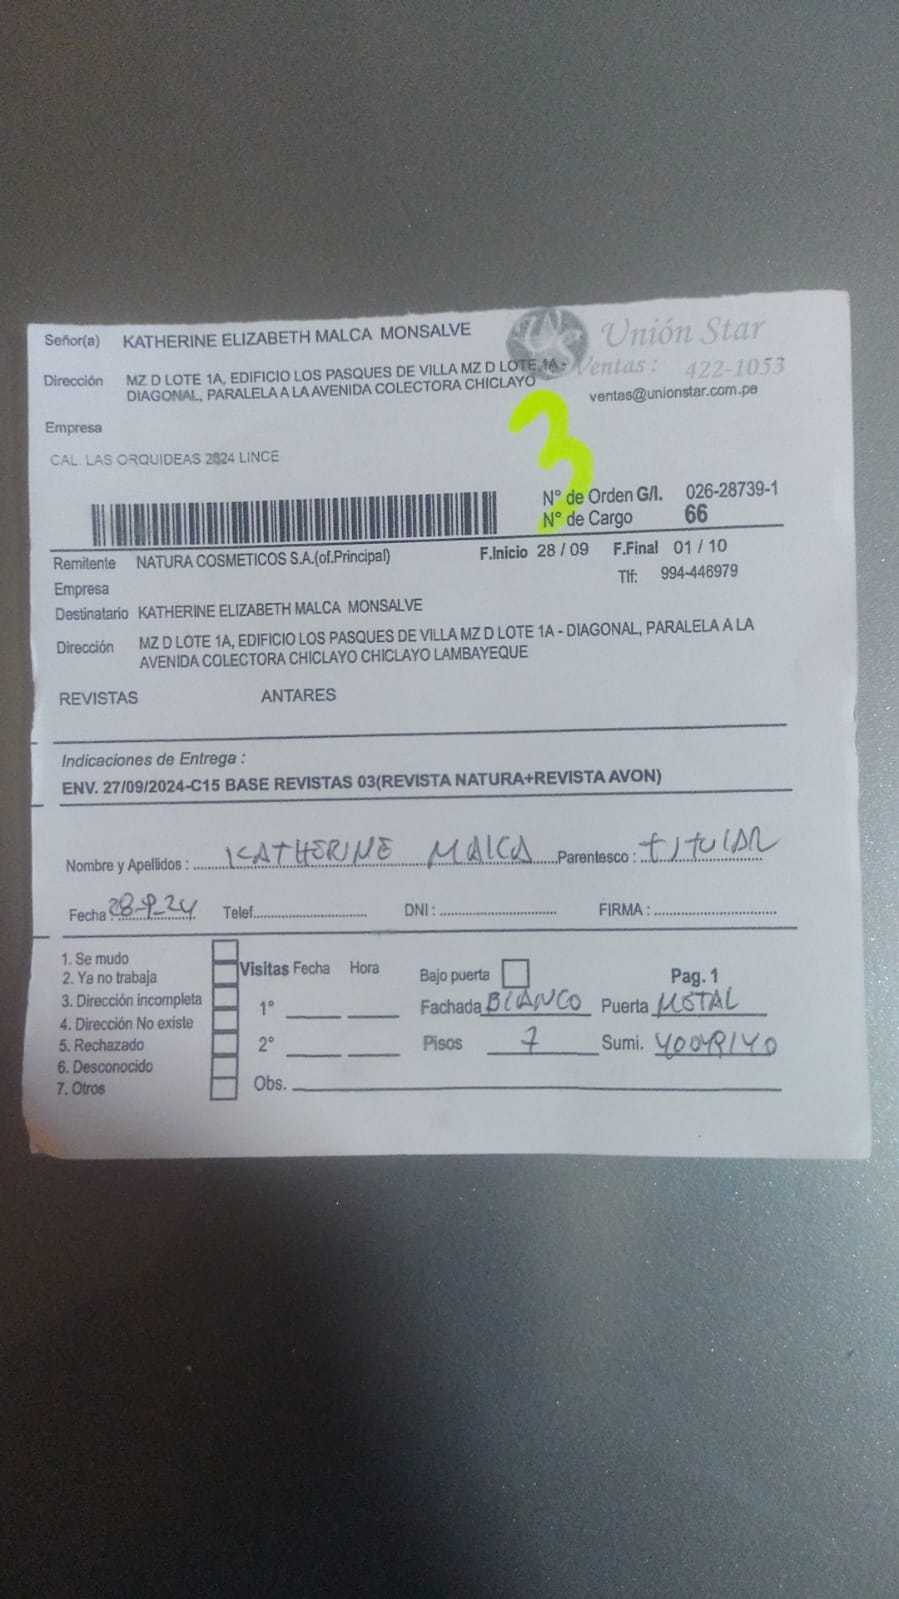 Señor(a) KATHERINE ELIZABETH MALCA MONSALVE
Unión Star
Dirección MZ D LOTE 1A, EDIFICIO LOS PASQUES DE VILLA MZ D LOTE 1A -
DIAGONAL, PARALELA A LA AVENIDA COLECTORA CHICLAYO
Ventas: 422-1053
ventas@unionstar.com.pe
Empresa
CAL. LAS ORQUIDEAS 2824 LINCE
3
N° de Orden G/I. 026-28739-1
N° de Cargo 66
Remitente NATURA COSMETICOS S.A.(of.Principal) F.Inicio 28 / 09 F.Final 01 / 10
Empresa Tlf: 994-446979
Destinatario KATHERINE ELIZABETH MALCA MONSALVE
Dirección MZ D LOTE 1A, EDIFICIO LOS PASQUES DE VILLA MZ D LOTE 1A - DIAGONAL, PARALELA A LA
AVENIDA COLECTORA CHICLAYO CHICLAYO LAMBAYEQUE
REVISTAS ANTARES
Indicaciones de Entrega :
ENV. 27/09/2024-C15 BASE REVISTAS 03(REVISTA NATURA+REVISTA AVON)
Nombre y Apellidos : KATHERINE MALCA Parentesco : TITULAR
Fecha : 28-9-24 Telef. DNI : FIRMA :
1. Se mudo
2. Ya no trabaja
3. Dirección incompleta
4. Dirección No existe
5. Rechazado
6. Desconocido
7. Otros
Visitas Fecha Hora
1°
2°
Obs.
Bajo puerta Pag. 1
Fachada BLANCO Puerta METAL
Pisos 7 Sumi.